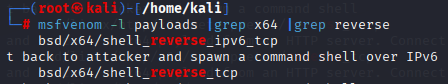 ┌──(root㉿kali)-[/home/kali]
└─# msfvenom -l payloads |grep x64 |grep reverse
bsd/x64/shell_reverse_ipv6_tcp
t back to attacker and spawn a command shell over IPv6
bsd/x64/shell_reverse_tcp